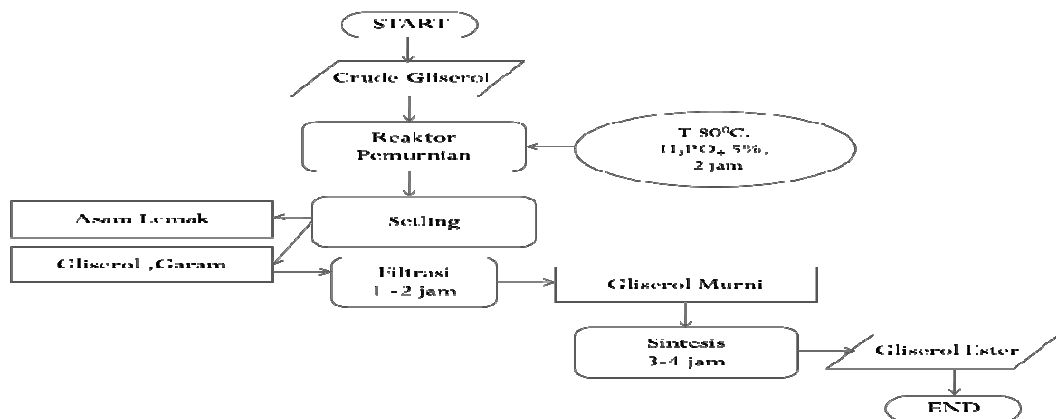 START
Crude Gliserol
Reaktor
Pemurnian
T 80⁰C.
H₃PO₄ 5%,
2 jam
Setling
Asam Lemak
Gliserol ,Garam
Filtrasi
1 -2 jam
Gliserol Murni
Sintesis
3-4 jam
Gliserol Ester
END